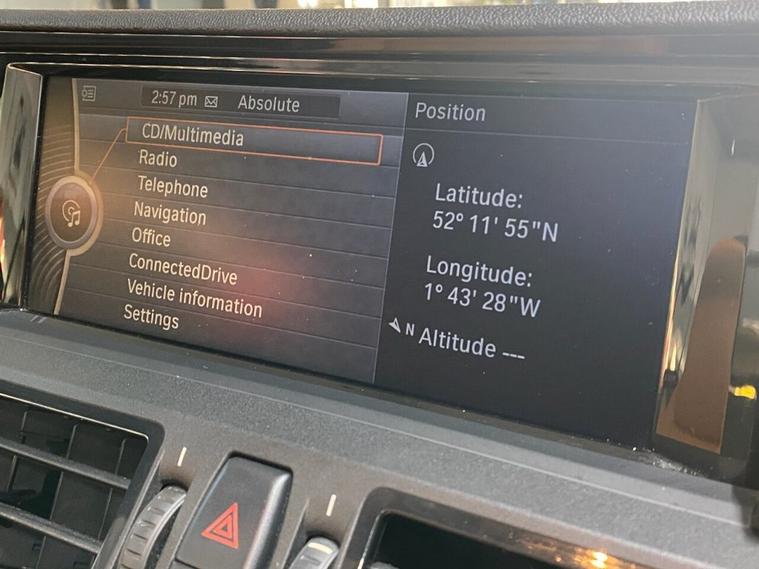 2:57 pm Absolute
CD/Multimedia
Radio
Telephone
Navigation
Office
ConnectedDrive
Vehicle information
Settings
Position
Latitude:
52° 11' 55"N
Longitude:
1° 43' 28"W
N Altitude ---